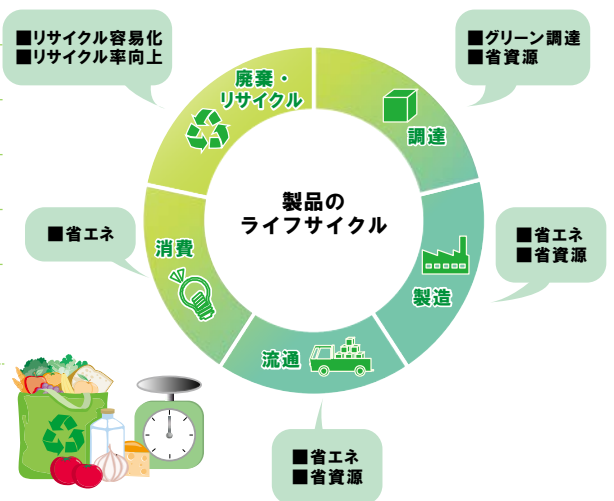 ■リサイクル容易化
■リサイクル率向上
■グリーン調達
■省資源
廃棄・
リサイクル
調達
製品の
ライフサイクル
■省エネ
消費
■省エネ
■省資源
製造
流通
■省エネ
■省資源